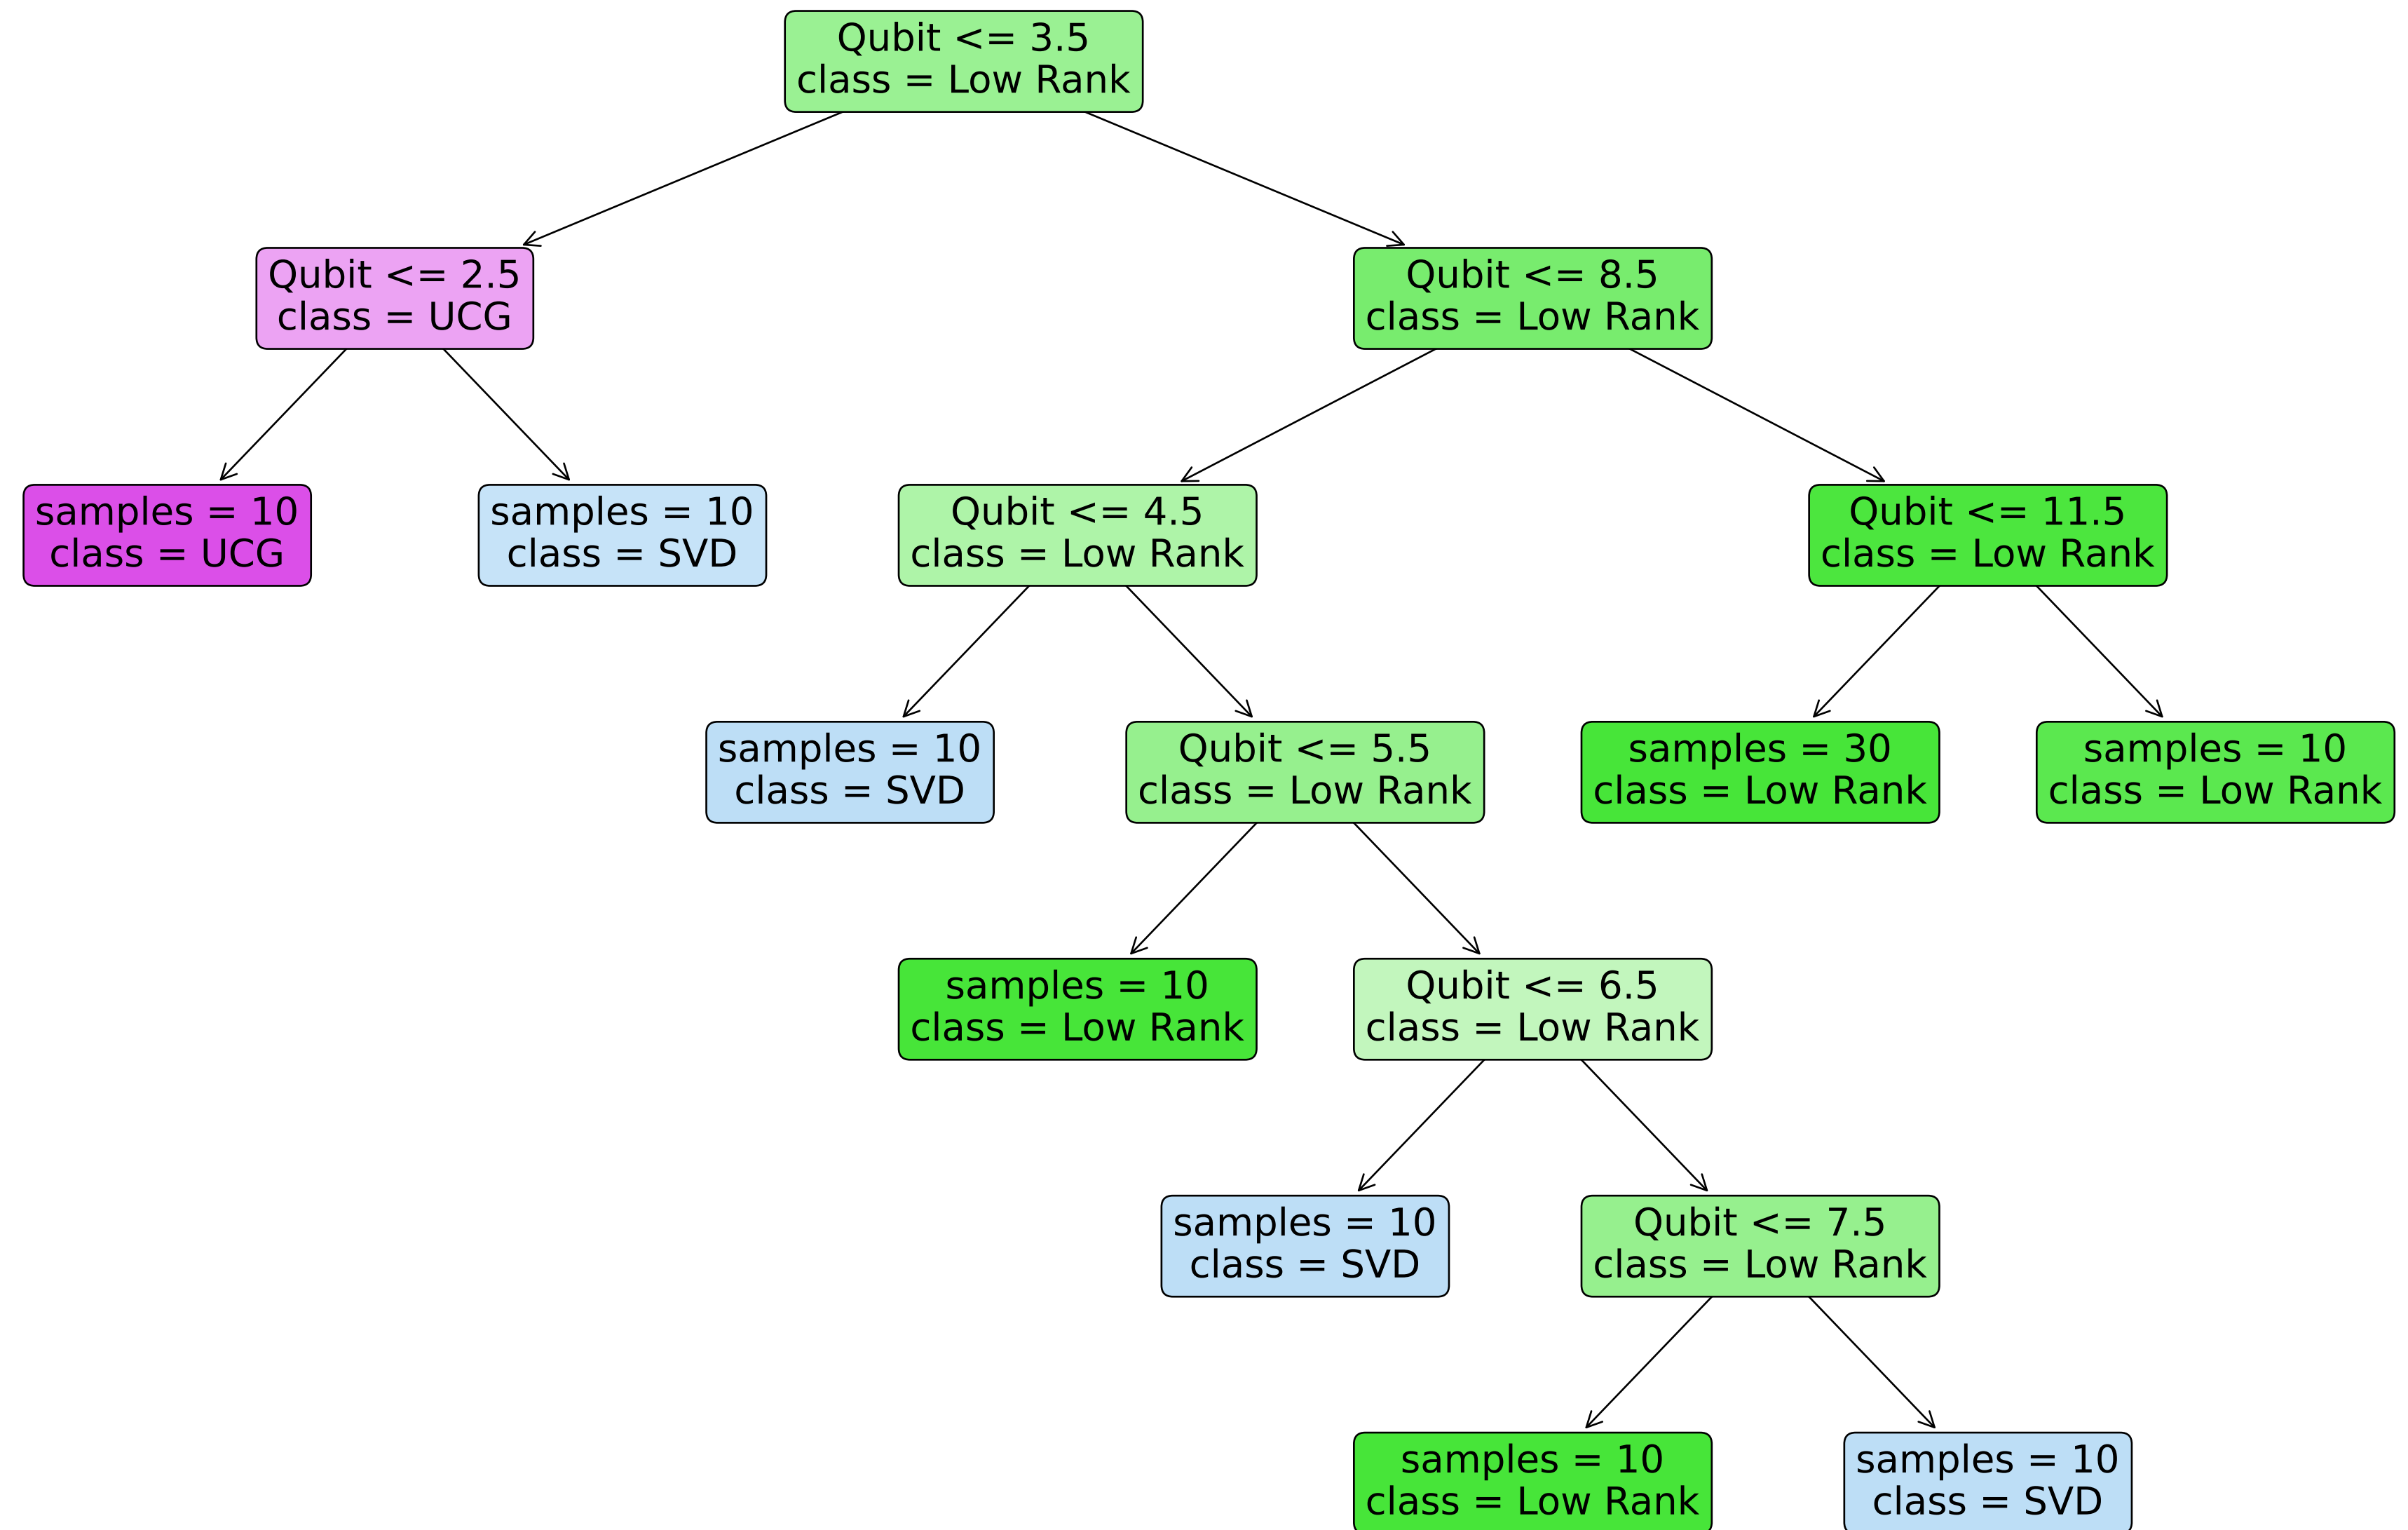 Qubit <= 3.5
class = Low Rank
Qubit <= 2.5
class = UCG
Qubit <= 8.5
class = Low Rank
samples = 10
class = UCG
samples = 10
class = SVD
Qubit <= 4.5
class = Low Rank
Qubit <= 11.5
class = Low Rank
samples = 10
class = SVD
Qubit <= 5.5
class = Low Rank
samples = 30
class = Low Rank
samples = 10
class = Low Rank
samples = 10
class = Low Rank
Qubit <= 6.5
class = Low Rank
samples = 10
class = SVD
Qubit <= 7.5
class = Low Rank
samples = 10
class = Low Rank
samples = 10
class = SVD